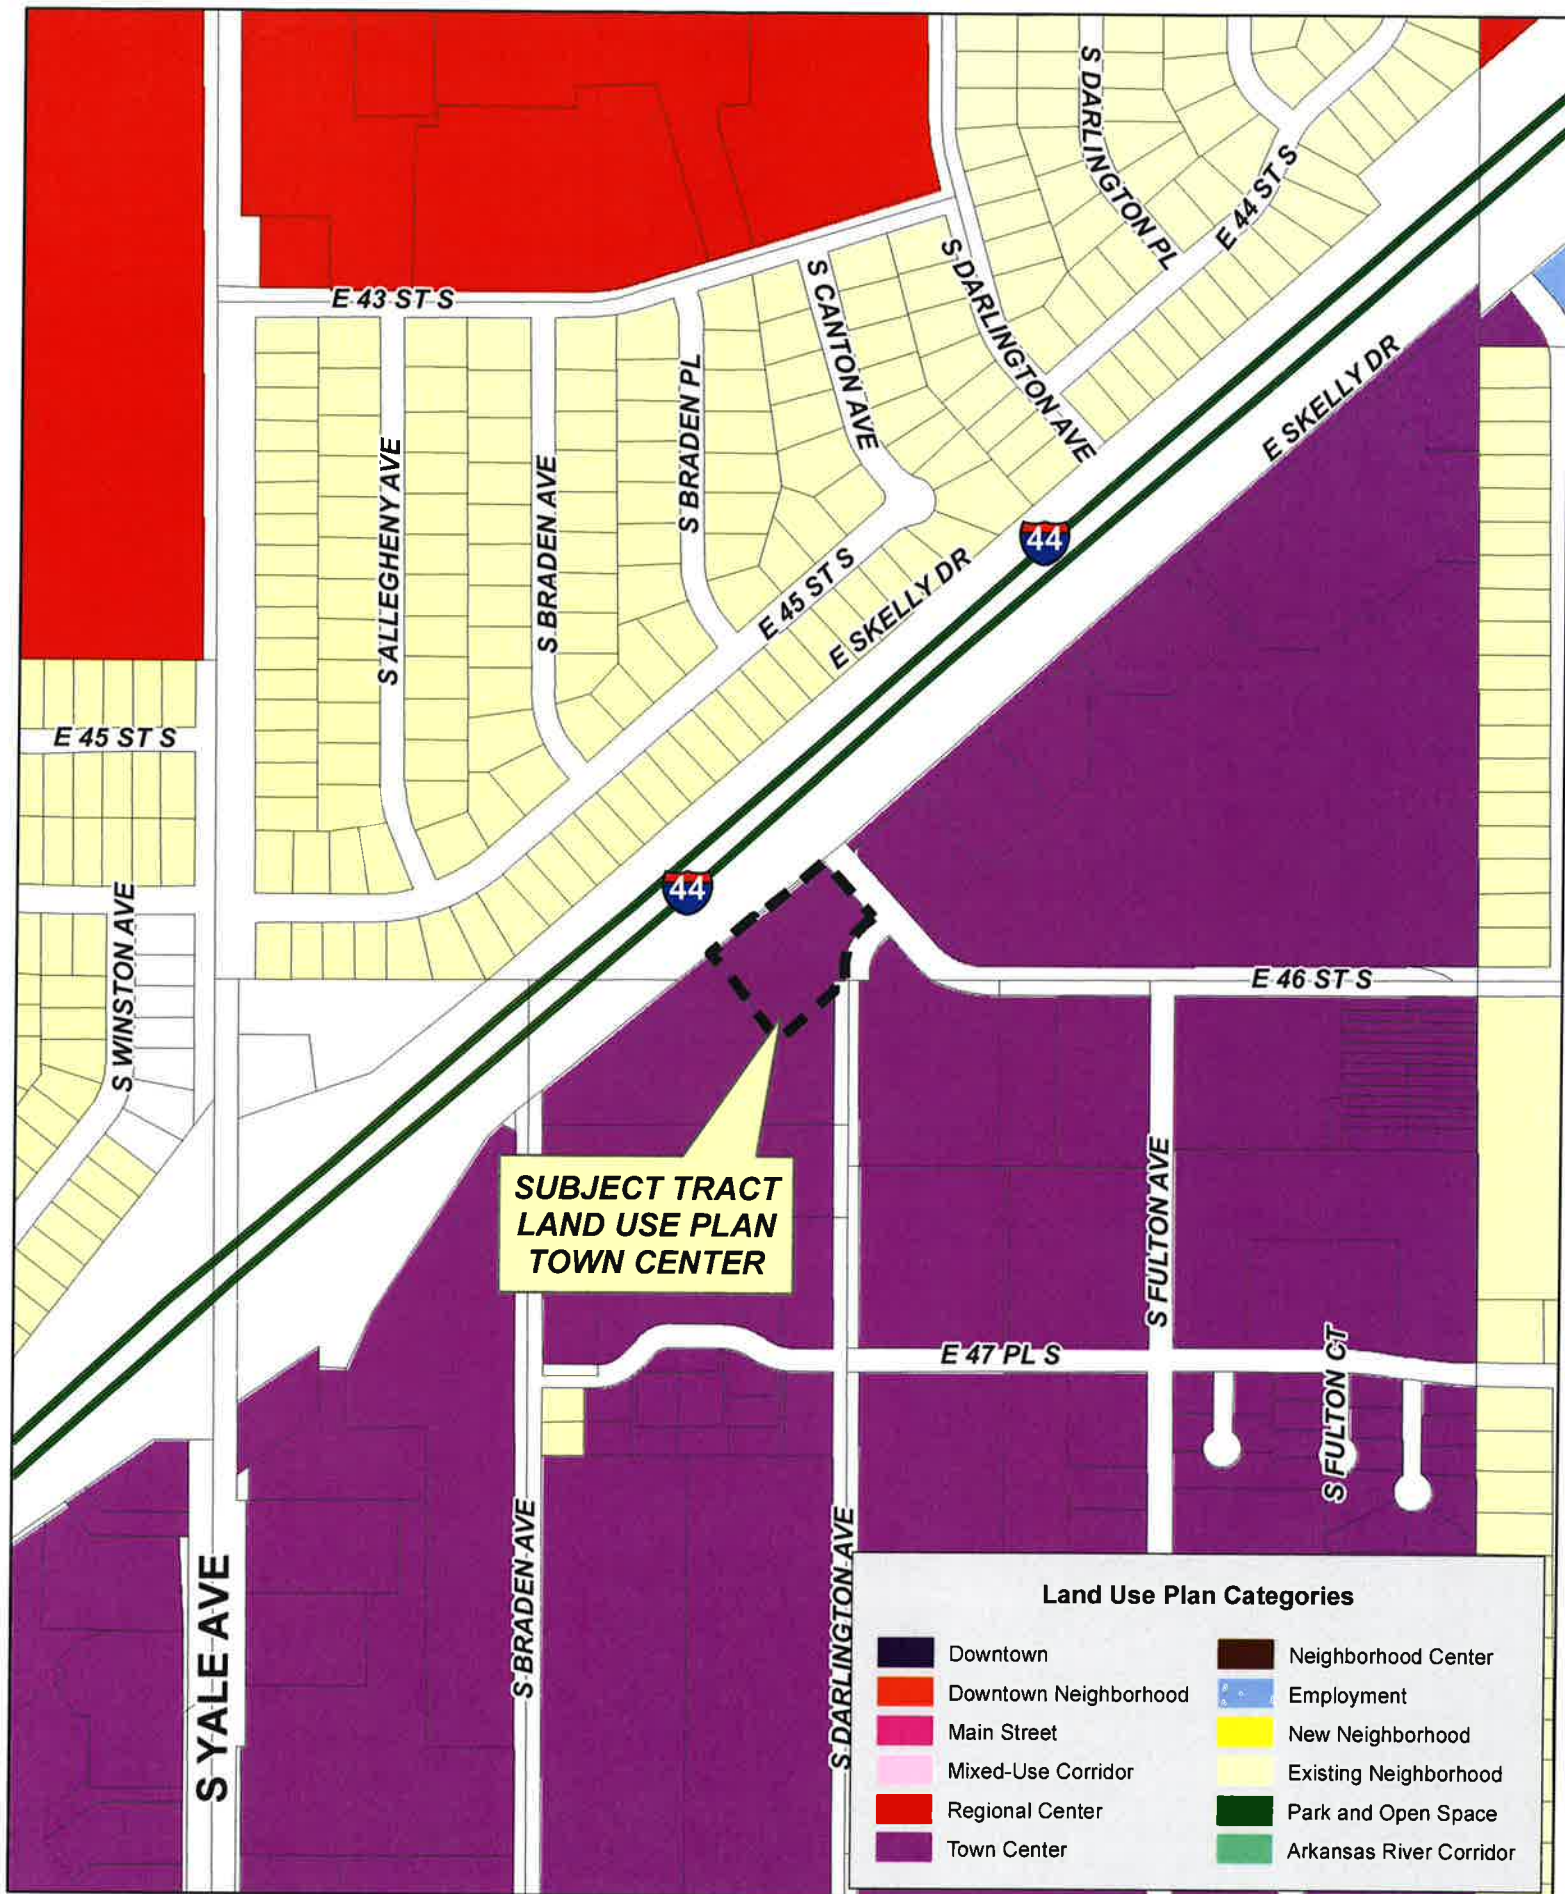 S DARLINGTON PL
E 44 ST S
S DARLINGTON AVE
S CANTON AVE
E 43 ST S
S BRADEN PL
E SKELLY DR
S ALLEGHENY AVE
S BRADEN AVE
44
E 45 ST S
E SKELLY DR
E 45 ST S
44
S WINSTON AVE
E 46 ST S
SUBJECT TRACT
LAND USE PLAN
TOWN CENTER
S FULTON AVE
E 47 PL S
S FULTON CT
S YALE AVE
S BRADEN AVE
S DARLINGTON AVE
Land Use Plan Categories
Downtown
Downtown Neighborhood
Main Street
Mixed-Use Corridor
Regional Center
Town Center
Neighborhood Center
Employment
New Neighborhood
Existing Neighborhood
Park and Open Space
Arkansas River Corridor